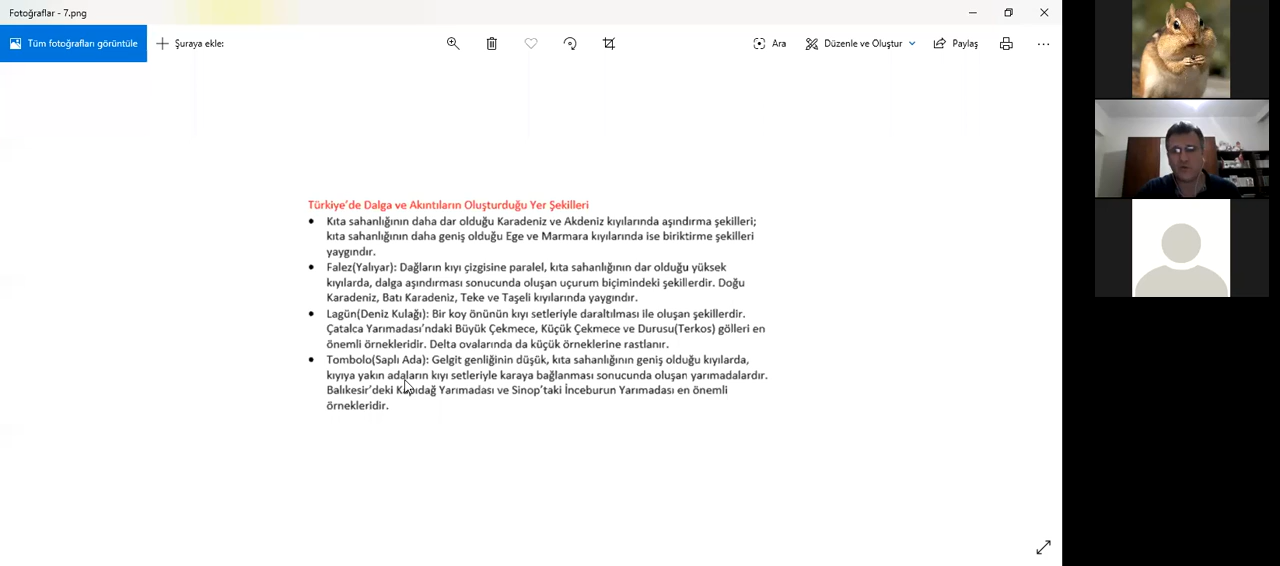 Fotoğraflar - 7.png
Tüm fotoğrafları görüntüle
Şuraya ekle:
Ara
Düzenle ve Oluştur
Paylaş
Türkiye'de Dalga ve Akıntıların Oluşturduğu Yer Şekilleri
• Kıta sahanlığının daha dar olduğu Karadeniz ve Akdeniz kıyılarında aşındırma şekilleri;
kıta sahanlığının daha geniş olduğu Ege ve Marmara kıyılarında ise biriktirme şekilleri
yaygındır.
• Falez(Yalıyar): Dağların kıyı çizgisine paralel, kıta sahanlığının dar olduğu yüksek
kıyılarda, dalga aşındırması sonucunda oluşan uçurum biçimindeki şekillerdir. Doğu
Karadeniz, Batı Karadeniz, Teke ve Taşeli kıyılarında yaygındır.
• Lagün(Deniz Kulağı): Bir koy önünün kıyı setleriyle daraltılması ile oluşan şekillerdir.
Çatalca Yarımadası'ndaki Büyük Çekmece, Küçük Çekmece ve Durusu(Terkos) gölleri en
önemli örnekleridir. Delta ovalarında da küçük örneklerine rastlanır.
• Tombolo(Saplı Ada): Gelgit genliğinin düşük, kıta sahanlığının geniş olduğu kıyılarda,
kıyıya yakın adaların kıyı setleriyle karaya bağlanması sonucunda oluşan yarımadalardır.
Balıkesir'deki Kapıdağ Yarımadası ve Sinop'taki İnceburun Yarımadası en önemli
örnekleridir.